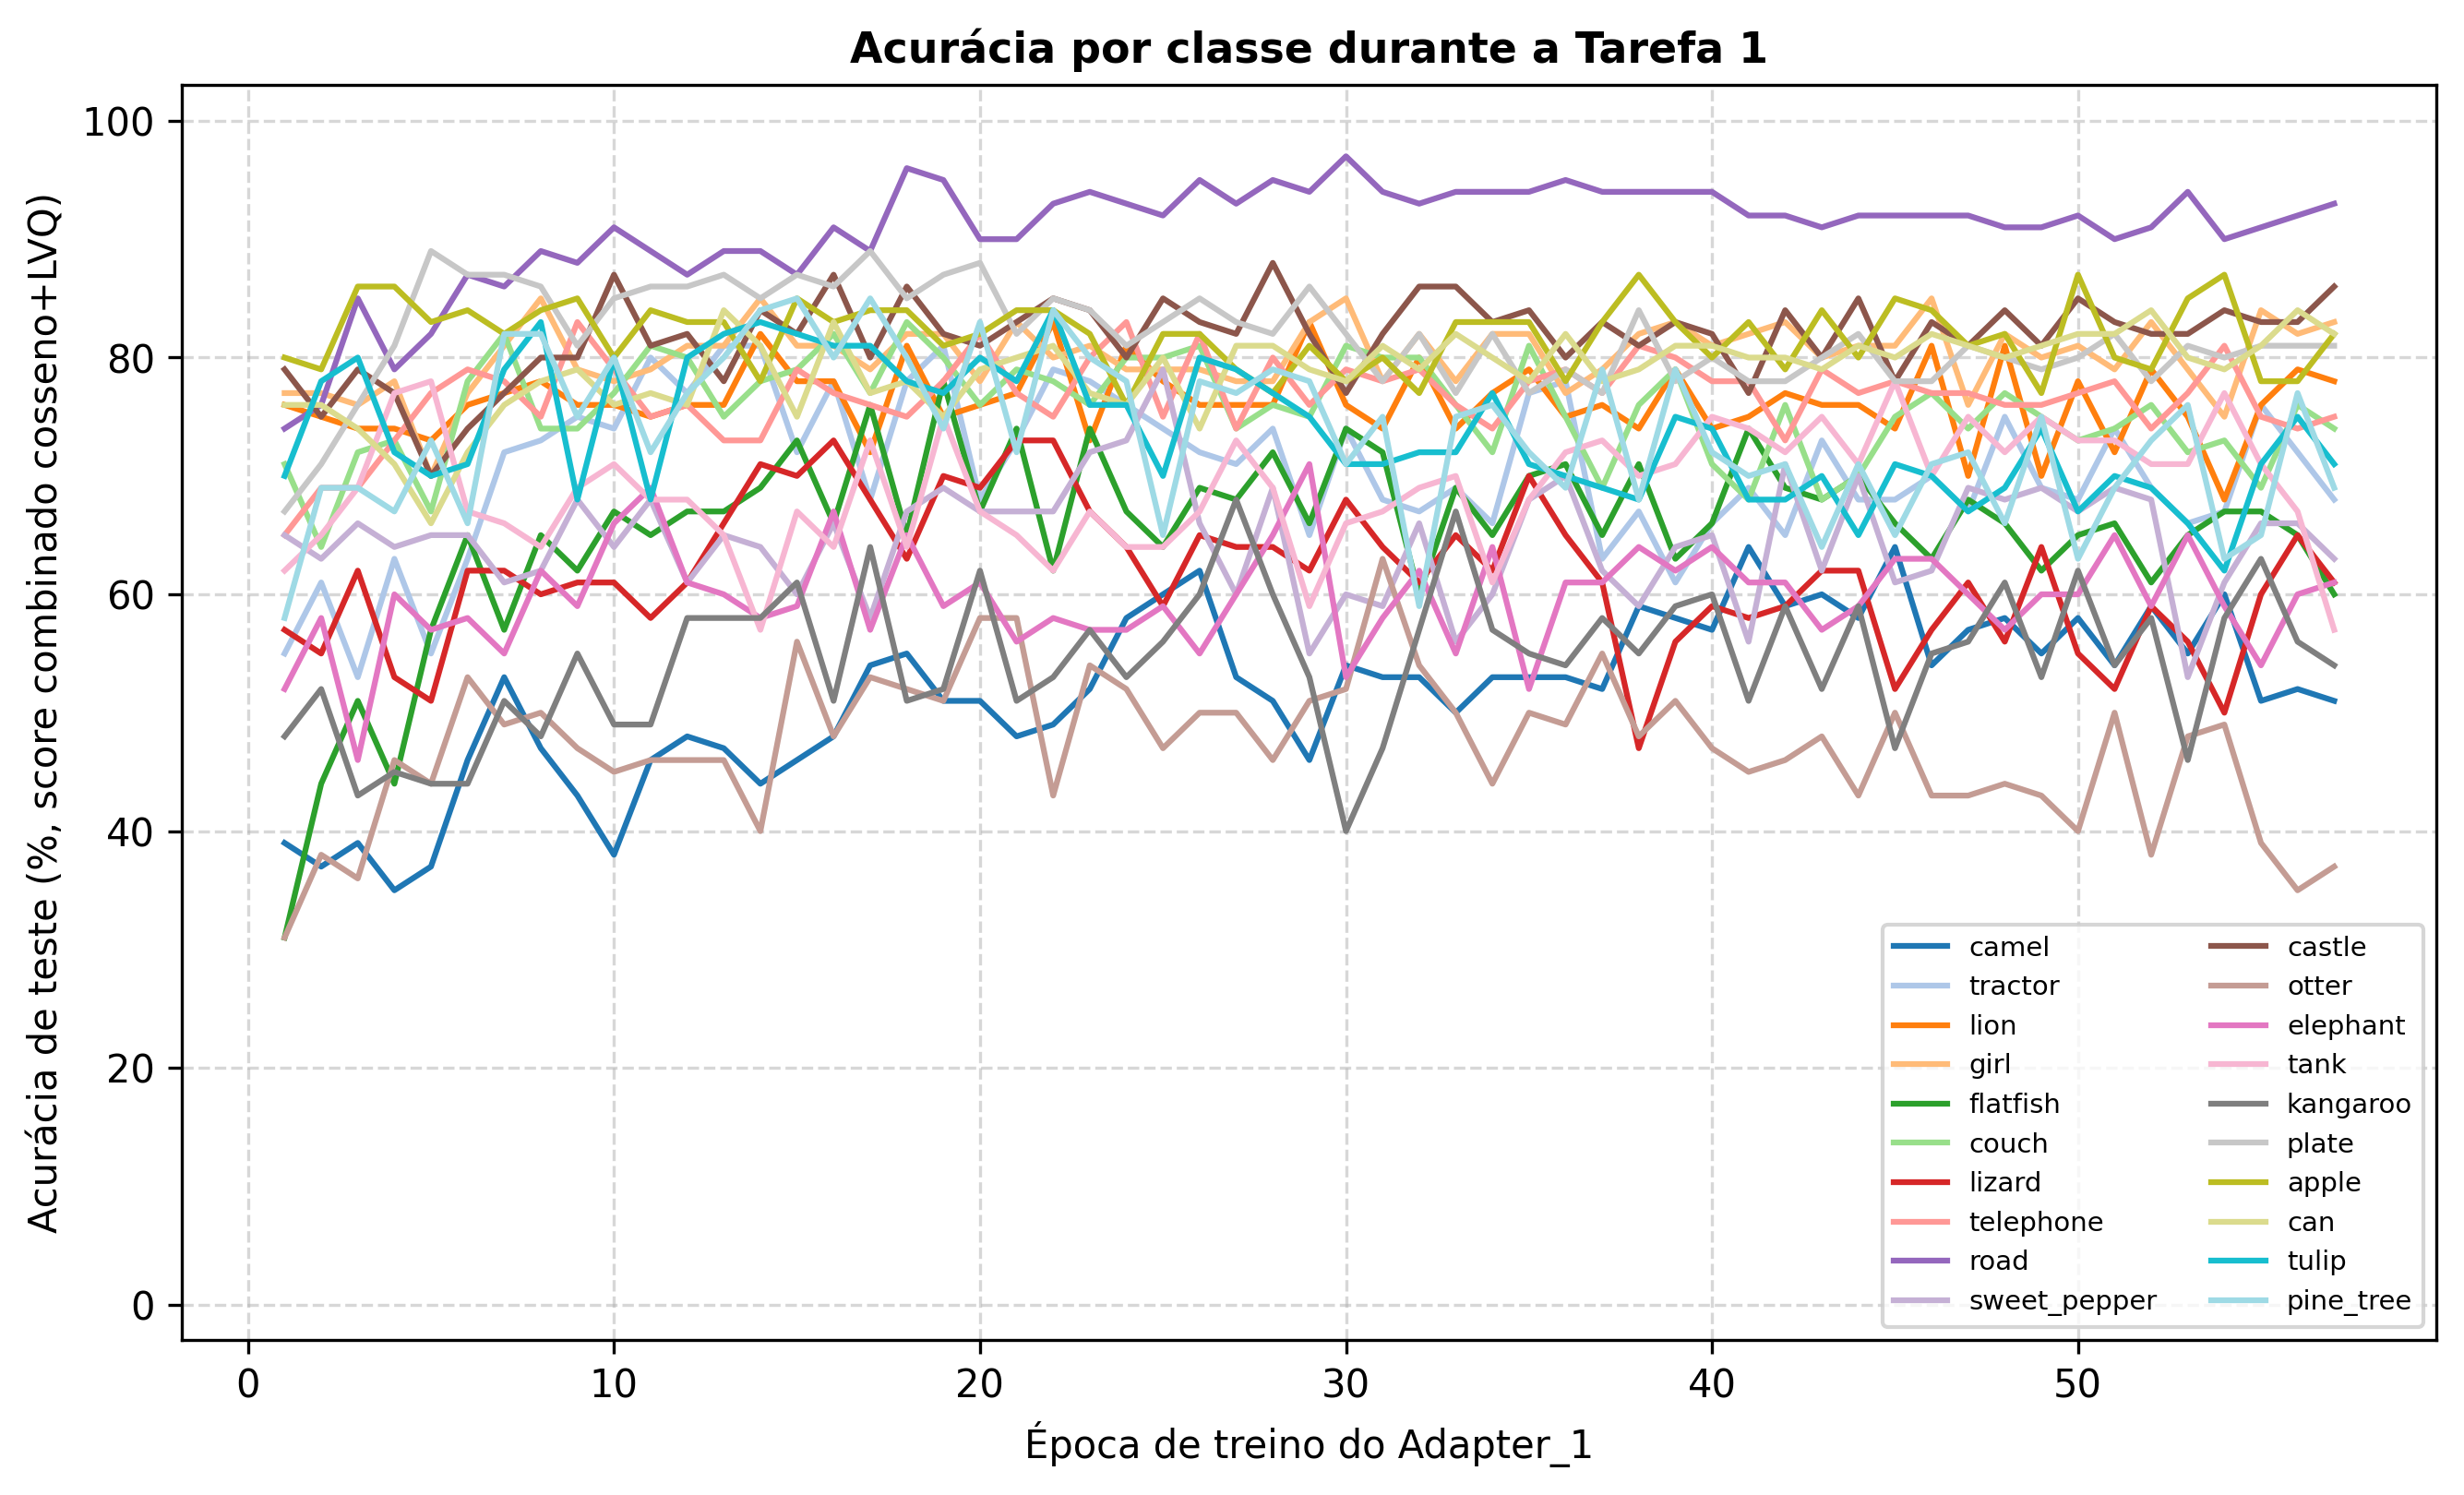 Acurácia por classe durante a Tarefa 1
Acurácia de teste (%, score combinado cosseno+LVQ)
100
80
60
40
20
0
0 10 20 30 40 50
Época de treino do Adapter_1
camel
tractor
lion
girl
flatfish
couch
lizard
telephone
road
sweet_pepper
castle
otter
elephant
tank
kangaroo
plate
apple
can
tulip
pine_tree